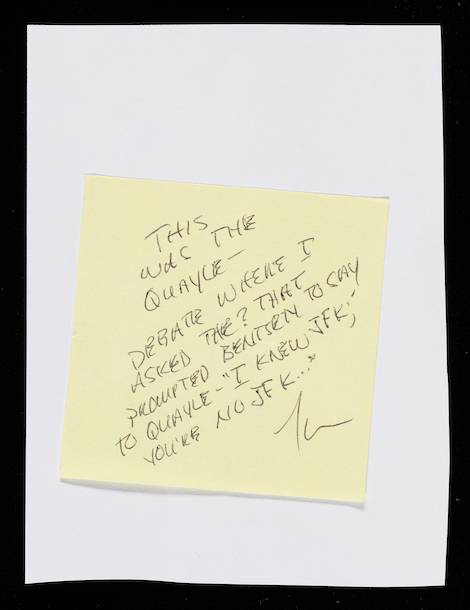 THIS
WAS THE
QUAYLE-
DEBATE WHERE I
ASKED THE? THAT
PROMPTED BENTSEN TO SAY
TO QUAYLE - "I KNEW JFK;
YOU'RE NO JFK..."